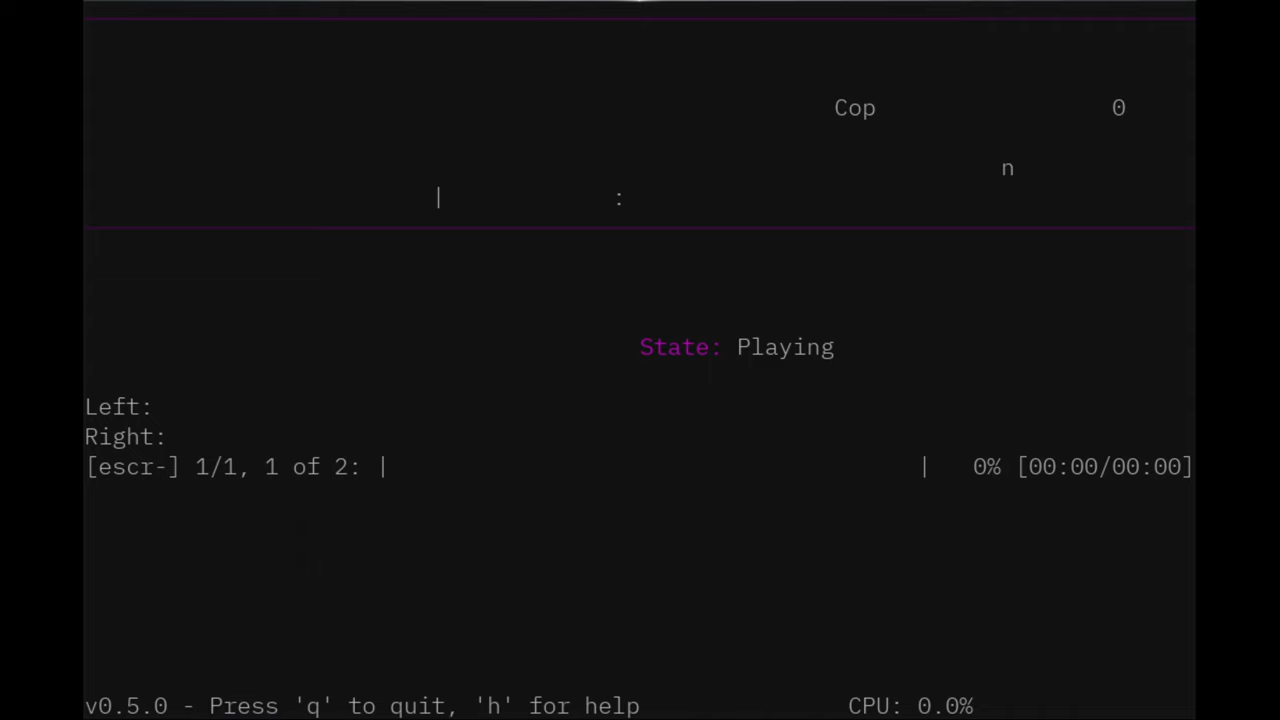 Cop 0
n
| :
State: Playing
Left:
Right:
[escr-] 1/1, 1 of 2: | | 0% [00:00/00:00]
v0.5.0 - Press 'q' to quit, 'h' for help CPU: 0.0%